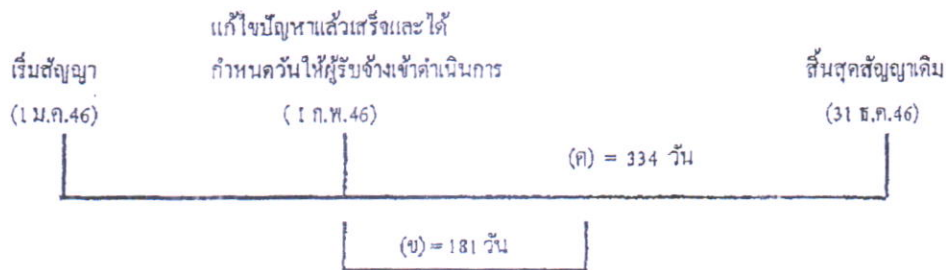 แก้ไขปัญหาแล้วเสร็จและได้
เริ่มสัญญา กำหนดวันให้ผู้รับจ้างเข้าดำเนินการ สิ้นสุดสัญญาเดิม
(1 ม.ค.46) (1 ก.พ.46) (31 ธ.ค.46)
(ค) = 334 วัน
(ข) = 181 วัน